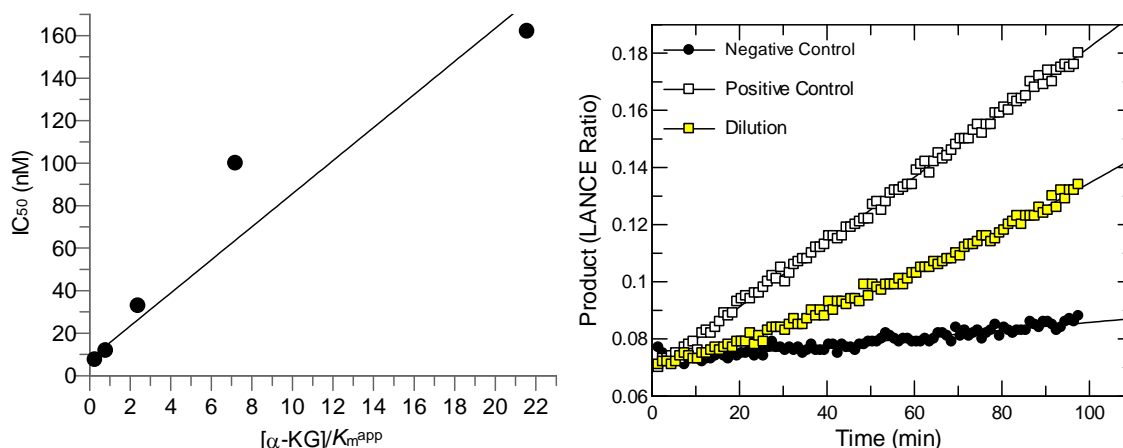 160
140
120
100
80
60
40
20
0
IC50 (nM)
0 2 4 6 8 10 12 14 16 18 20 22
[α-KG]/Kmapp
Negative Control
Positive Control
Dilution
0.18
0.16
0.14
0.12
0.1
0.08
0.06
Product (LANCE Ratio)
0 20 40 60 80 100
Time (min)